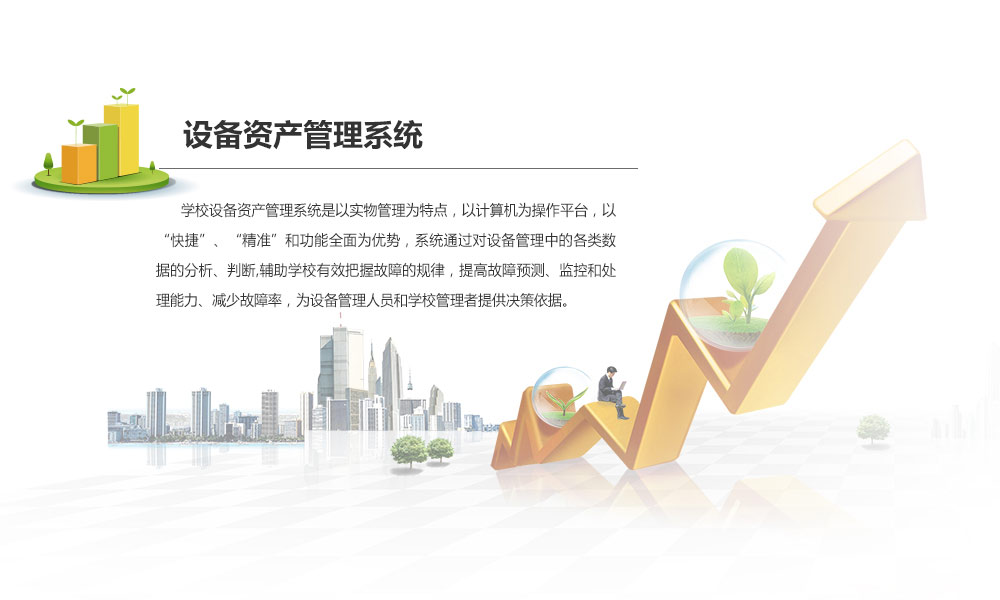 设备资产管理系统
学校设备资产管理系统是以实物管理为特点，以计算机为操作平台，以
“快捷”、“精准”和功能全面为优势，系统通过对设备管理中的各类数
据的分析、判断,辅助学校有效把握故障的规律，提高故障预测、监控和处
理能力、减少故障率，为设备管理人员和学校管理者提供决策依据。